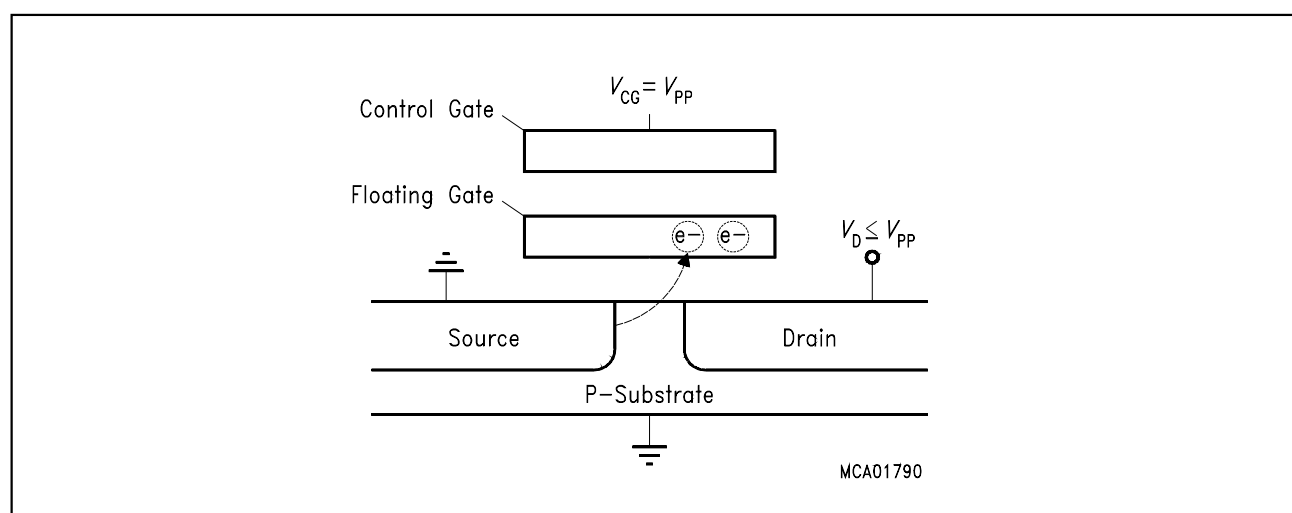 V_CG = V_PP
Control Gate
Floating Gate
e− e−
V_D ≤ V_PP
Source
Drain
P−Substrate
MCA01790